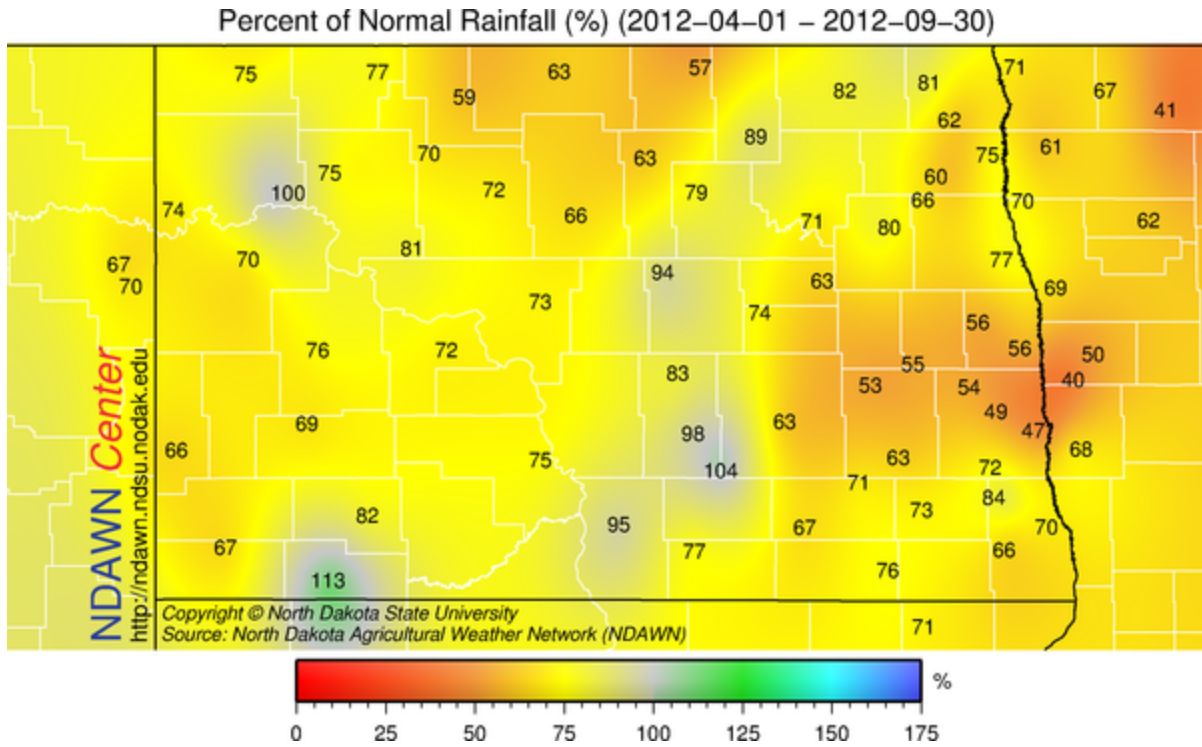 Percent of Normal Rainfall (%) (2012−04−01 − 2012−09−30)
75 77 59 63 57 82 81 71 67 41
62
89 75 61
70 63
75 60
100 72 79 66 70
74 66 71 80 62
81
67 70 94 63 77
70 73 74 69
76 72 56 56 50
55
83 53 54 40
69 63 49
98 47
66 75 104 63 72 68
71
82 95 67 73 84 70
67 77 66
113 76
71
NDAWN Center
http://ndawn.ndsu.nodak.edu
Copyright © North Dakota State University
Source: North Dakota Agricultural Weather Network (NDAWN)
%
0 25 50 75 100 125 150 175